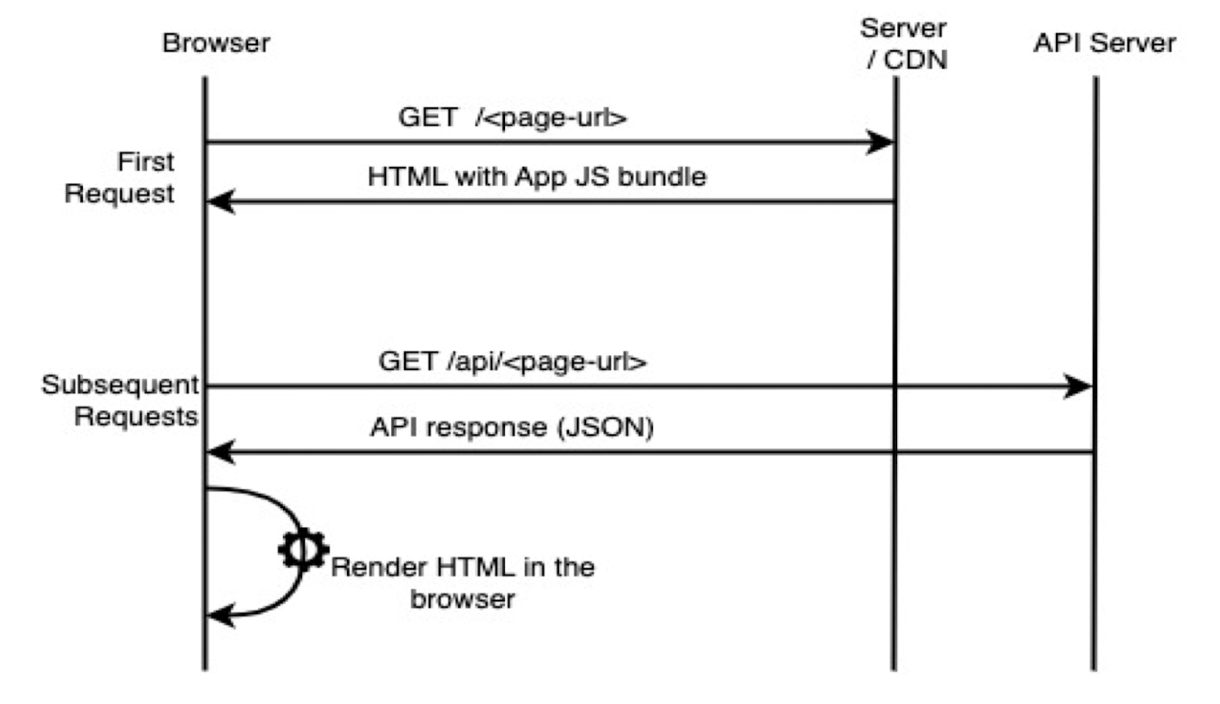 Browser
Server
/ CDN
API Server
GET /<page-url>
First
Request
HTML with App JS bundle
GET /api/<page-url>
Subsequent
Requests
API response (JSON)
Render HTML in the
browser